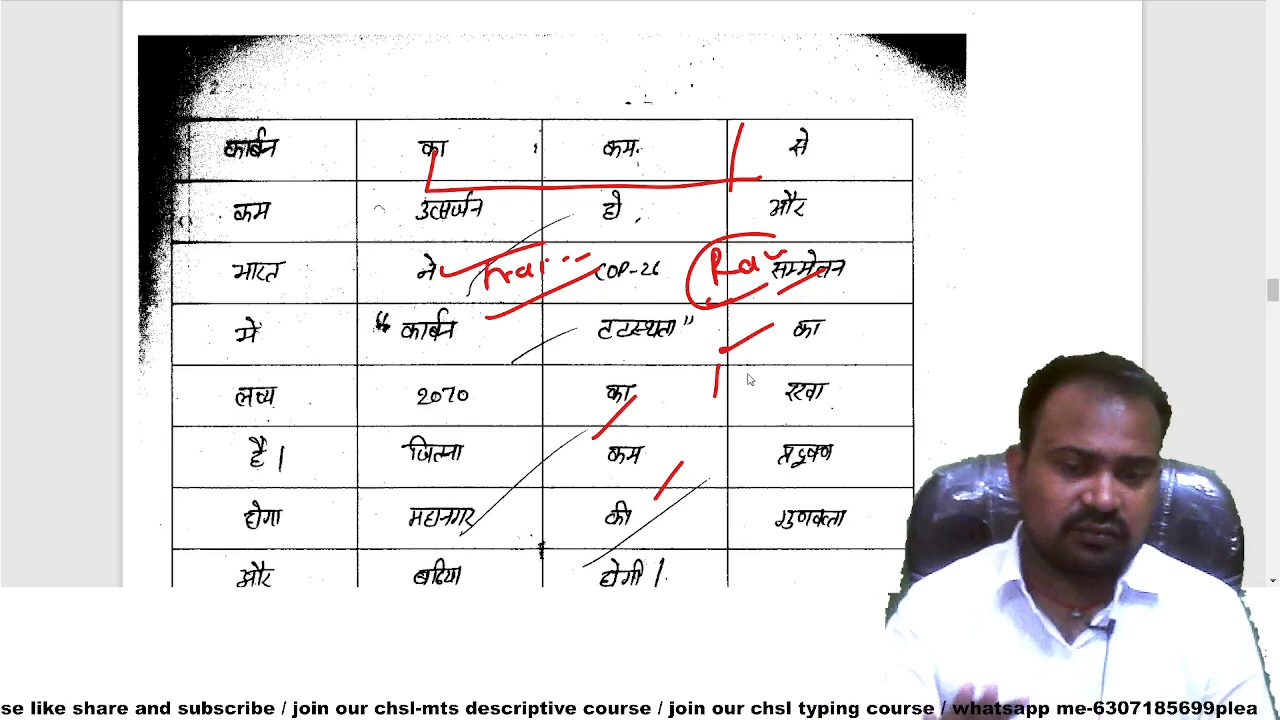 कार्बन का कम से
कम उत्सर्जन हो, और
भारत ने COP-26 सम्मेलन
nai Rav
में "कार्बन तटस्थता" का
लक्ष्य 2070 का रखा
है। जितना कम प्रदूषण
होगा महानगर की गुणवत्ता
और बढिया होगी।
se like share and subscribe / join our chsl-mts descriptive course / join our chsl typing course / whatsapp me-6307185699plea